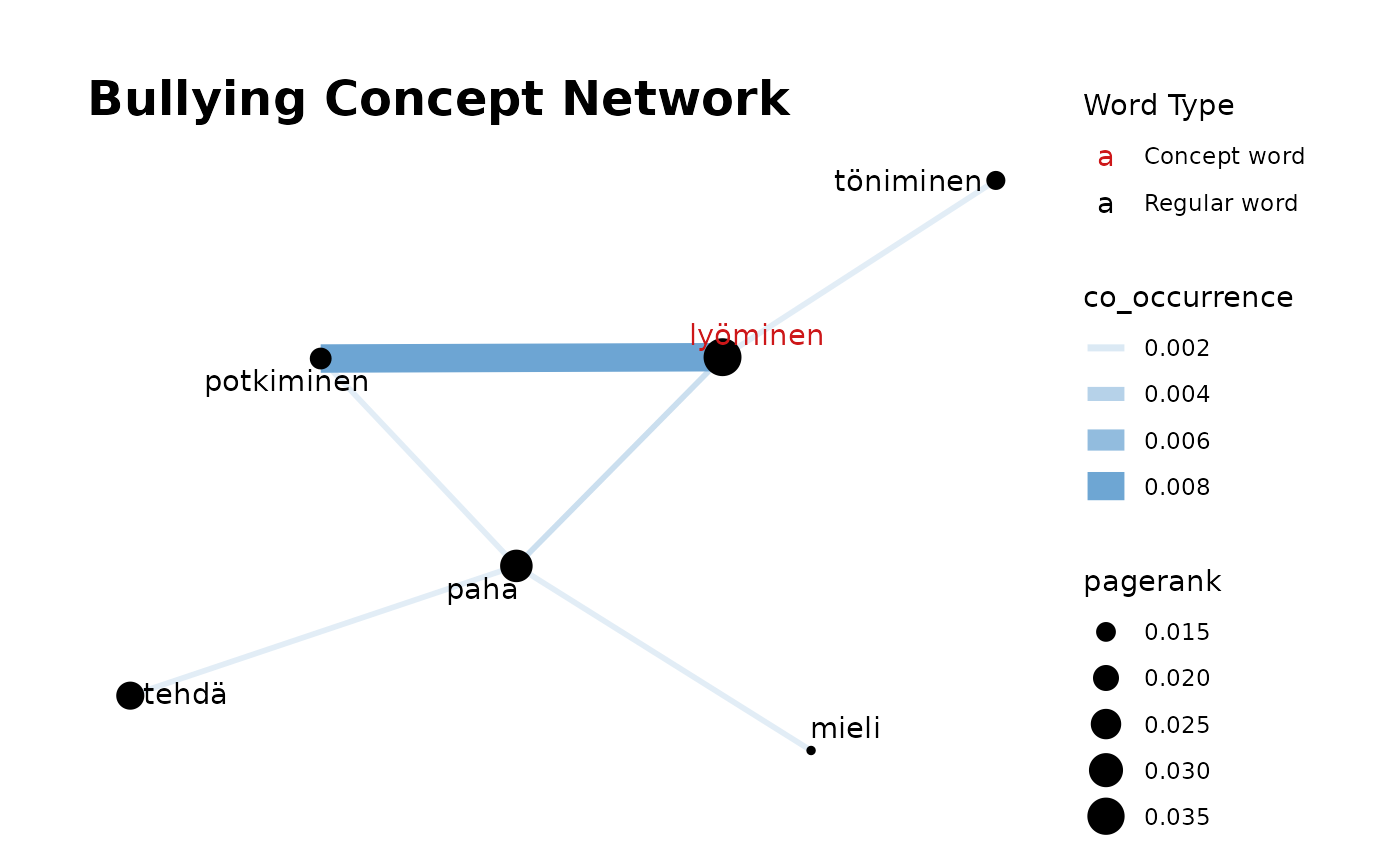 Bullying Concept Network
töniminen
lyöminen
potkiminen
paha
tehdä
mieli
Word Type
a Concept word
a Regular word
co_occurrence
0.002
0.004
0.006
0.008
pagerank
0.015
0.020
0.025
0.030
0.035